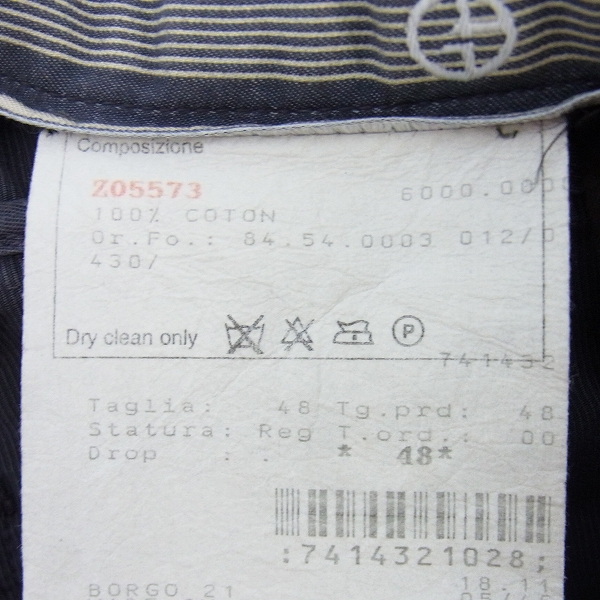 Composizione
Z05573 6000.000
100% COTON
Or.Fo.: 84.54.0003 012/0
430/
Dry clean only P
741432
Taglia: 48 Tg.prd: 48
Statura: Reg T.ord.: 00
Drop : . * 48*
:7414321028;
BORGO 21 18.11